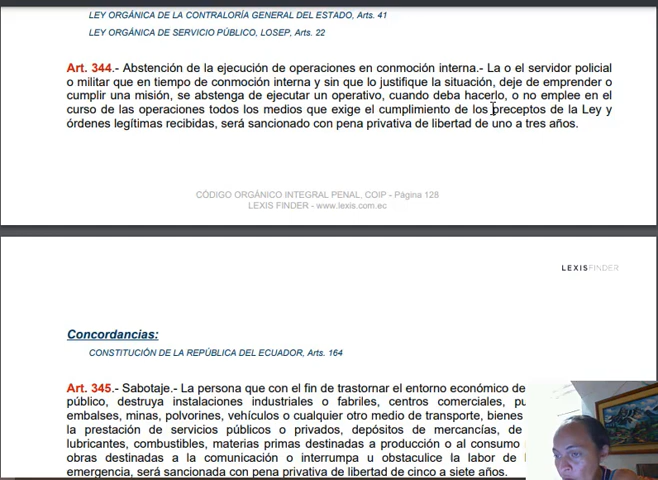 LEY ORGÁNICA DE LA CONTRALORÍA GENERAL DEL ESTADO, Arts. 41
LEY ORGÁNICA DE SERVICIO PÚBLICO, LOSEP, Arts. 22
Art. 344.- Abstención de la ejecución de operaciones en conmoción interna.- La o el servidor policial
o militar que en tiempo de conmoción interna y sin que lo justifique la situación, deje de emprender o
cumplir una misión, se abstenga de ejecutar un operativo, cuando deba hacerlo, o no emplee en el
curso de las operaciones todos los medios que exige el cumplimiento de los preceptos de la Ley y
órdenes legítimas recibidas, será sancionado con pena privativa de libertad de uno a tres años.
CÓDIGO ORGÁNICO INTEGRAL PENAL, COIP - Página 128
LEXIS FINDER - www.lexis.com.ec
LEXISFINDER
Concordancias:
CONSTITUCIÓN DE LA REPÚBLICA DEL ECUADOR, Arts. 164
Art. 345.- Sabotaje.- La persona que con el fin de trastornar el entorno económico de
público, destruya instalaciones industriales o fabriles, centros comerciales, pu
embalses, minas, polvorines, vehículos o cualquier otro medio de transporte, bienes
la prestación de servicios públicos o privados, depósitos de mercancías, de
lubricantes, combustibles, materias primas destinadas a producción o al consumo
obras destinadas a la comunicación o interrumpa u obstaculice la labor de
emergencia, será sancionada con pena privativa de libertad de cinco a siete años.